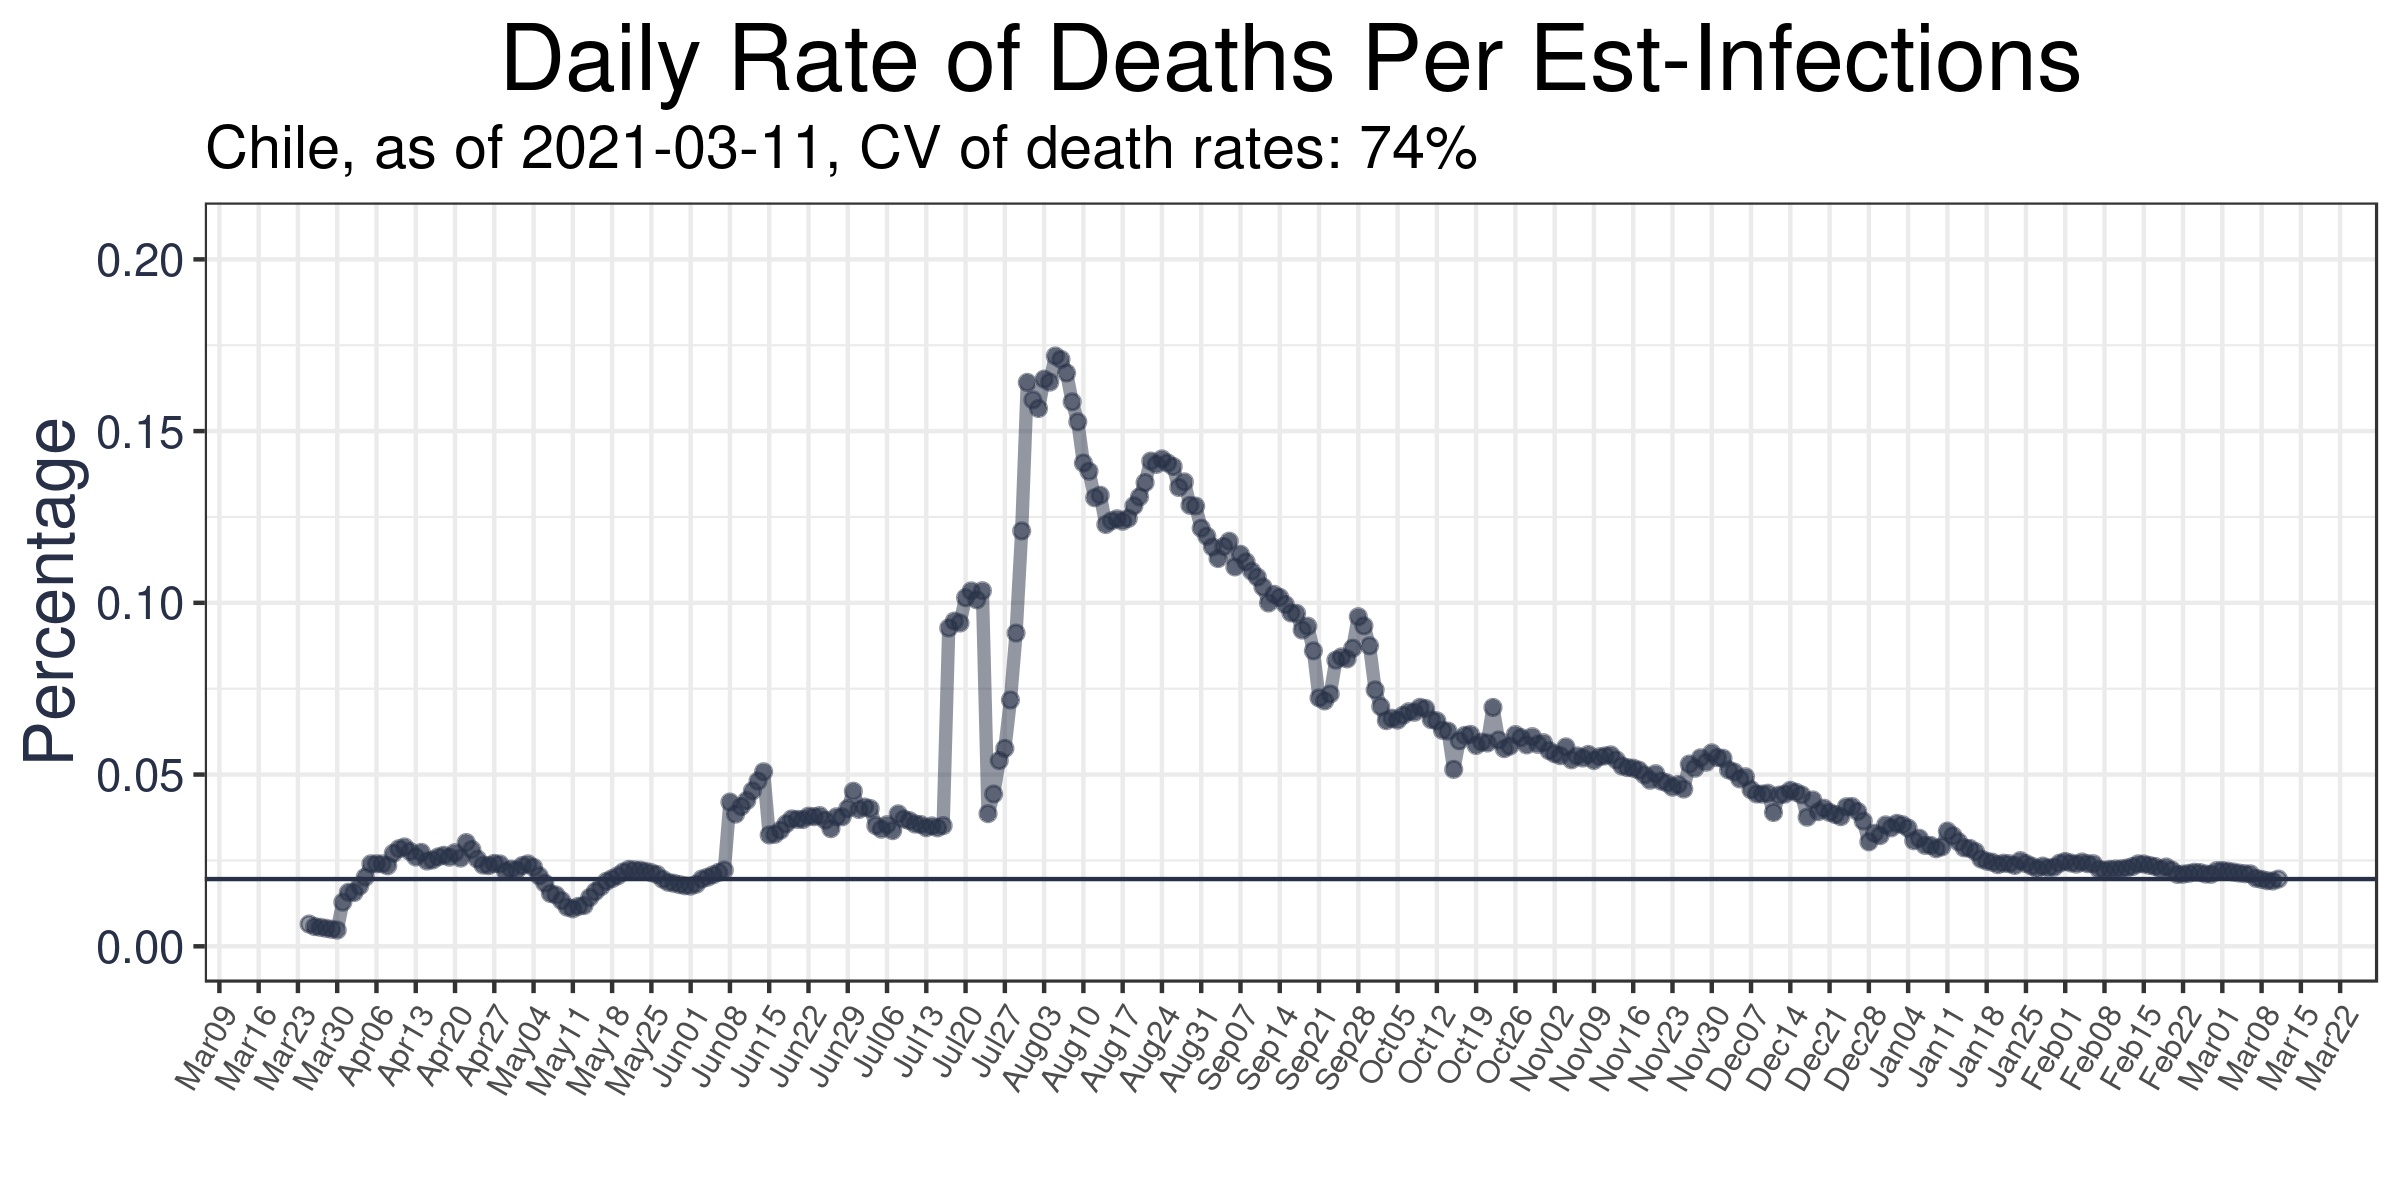 Daily Rate of Deaths Per Est-Infections
Chile, as of 2021-03-11, CV of death rates: 74%
Percentage
0.20
0.15
0.10
0.05
0.00
Mar09
Mar16
Mar23
Mar30
Apr06
Apr13
Apr20
Apr27
May04
May11
May18
May25
Jun01
Jun08
Jun15
Jun22
Jun29
Jul06
Jul13
Jul20
Jul27
Aug03
Aug10
Aug17
Aug24
Aug31
Sep07
Sep14
Sep21
Sep28
Oct05
Oct12
Oct19
Oct26
Nov02
Nov09
Nov16
Nov23
Nov30
Dec07
Dec14
Dec21
Dec28
Jan04
Jan11
Jan18
Jan25
Feb01
Feb08
Feb15
Feb22
Mar01
Mar08
Mar15
Mar22